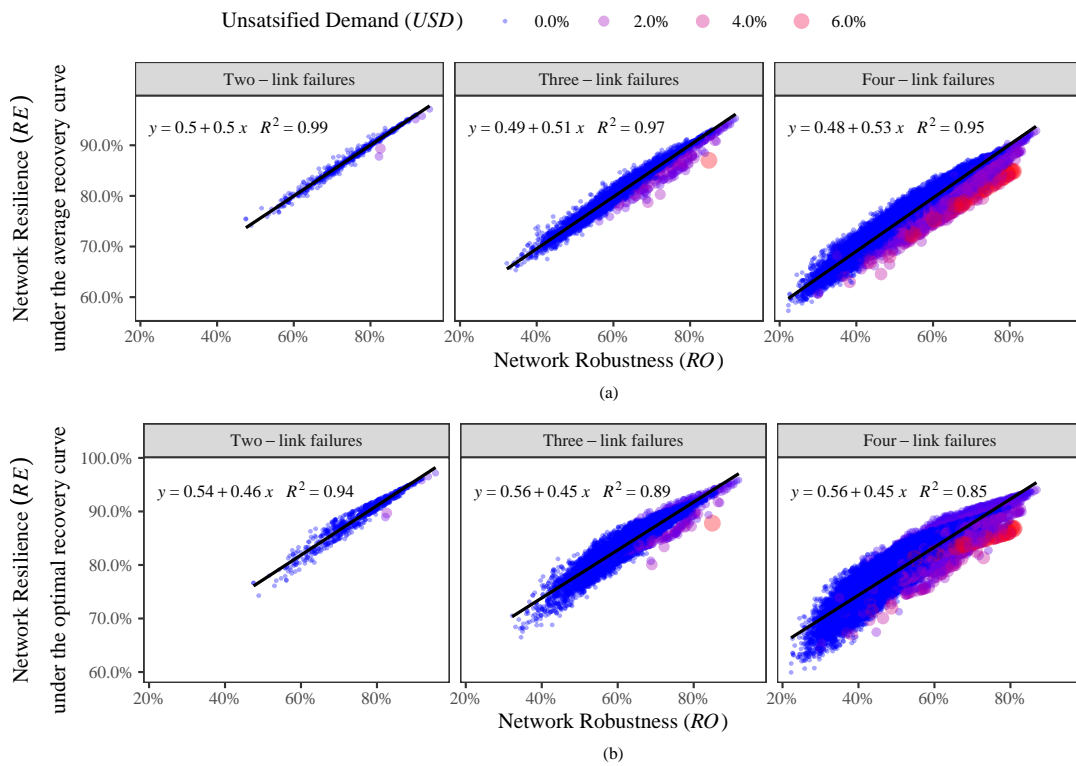 Unsatsified Demand (USD) 0.0% 2.0% 4.0% 6.0%
Network Resilience (RE)
under the average recovery curve
Two – link failures Three – link failures Four – link failures
y = 0.5 + 0.5 x R² = 0.99 y = 0.49 + 0.51 x R² = 0.97 y = 0.48 + 0.53 x R² = 0.95
90.0%
80.0%
70.0%
60.0%
20% 40% 60% 80% 20% 40% 60% 80% 20% 40% 60% 80%
Network Robustness (RO)
(a)
Network Resilience (RE)
under the optimal recovery curve
Two – link failures Three – link failures Four – link failures
100.0%
y = 0.54 + 0.46 x R² = 0.94 y = 0.56 + 0.45 x R² = 0.89 y = 0.56 + 0.45 x R² = 0.85
90.0%
80.0%
70.0%
60.0%
20% 40% 60% 80% 20% 40% 60% 80% 20% 40% 60% 80%
Network Robustness (RO)
(b)